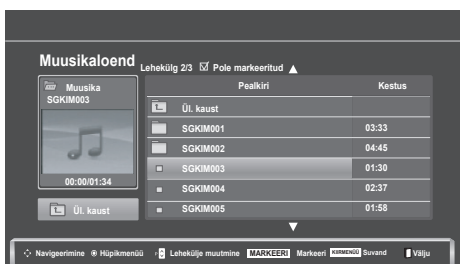 Muusikaloend Lehekülg 2/3 Pole markeeritud
Muusika
SGKIM003
00:00/01:34
Ül. kaust
Pealkiri Kestus
Ül. kaust
SGKIM001 03:33
SGKIM002 04:45
SGKIM003 01:30
SGKIM004 02:37
SGKIM005 01:58
Navigeerimine Hüpikmenüü Lehekülje muutmine MARKEERI Markeeri KIIRMENÜÜ Suvand Välju